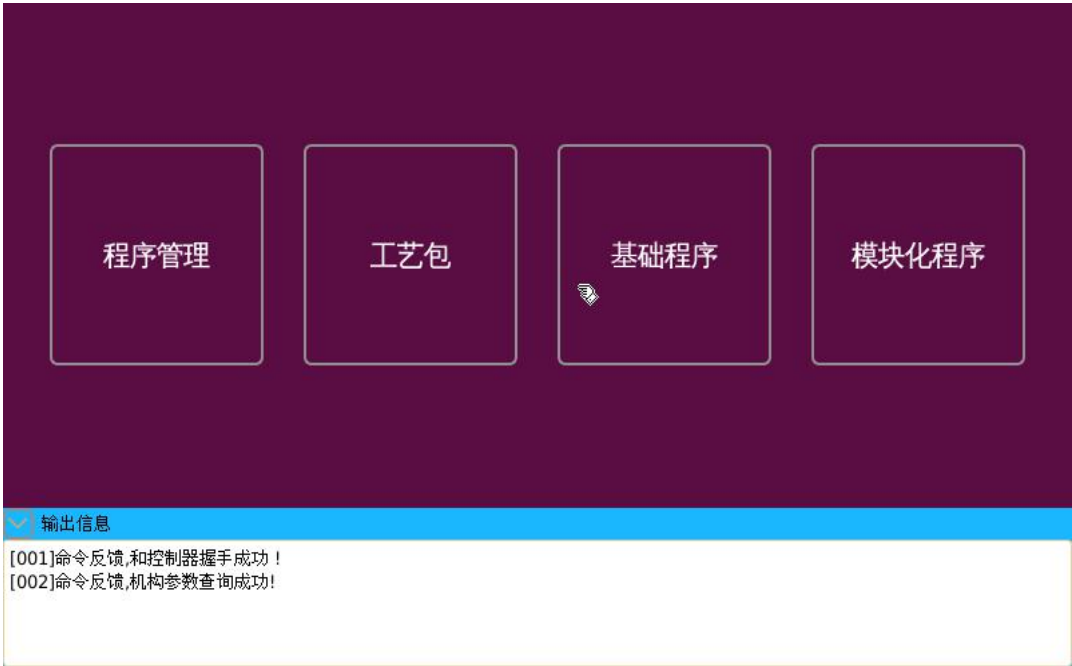 程序管理
工艺包
基础程序
模块化程序
输出信息
[001]命令反馈,和控制器握手成功！
[002]命令反馈,机构参数查询成功!